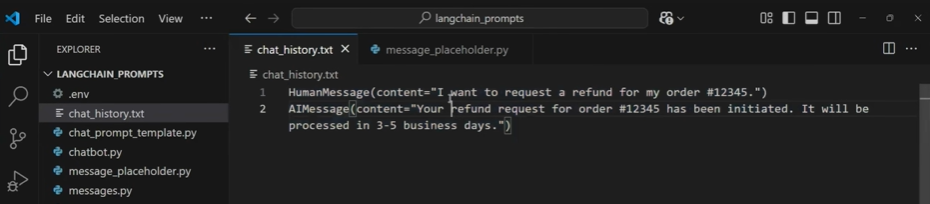 File Edit Selection View ... langchain_prompts
EXPLORER ...
LANGCHAIN_PROMPTS
.env
chat_history.txt
chat_prompt_template.py
chatbot.py
message_placeholder.py
messages.py
chat_history.txt message_placeholder.py
chat_history.txt
1 HumanMessage(content="I want to request a refund for my order #12345.")
2 AIMessage(content="Your refund request for order #12345 has been initiated. It will be
processed in 3-5 business days.")